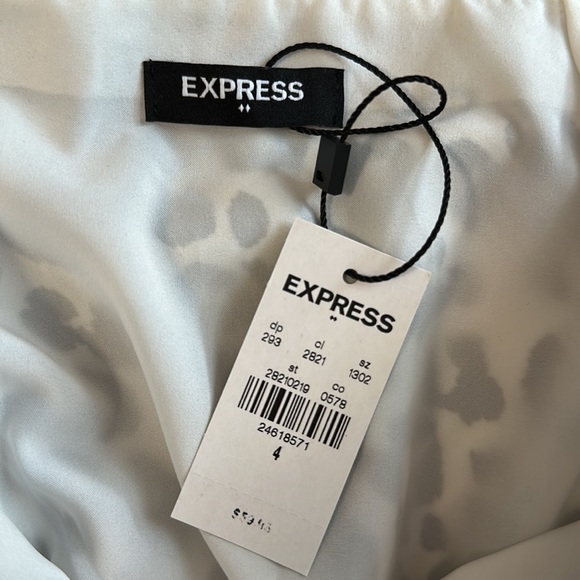 EXPRESS
EXPRESS
dp cl sz
293 2821 1302
st co
28210219 0578
24618571
4